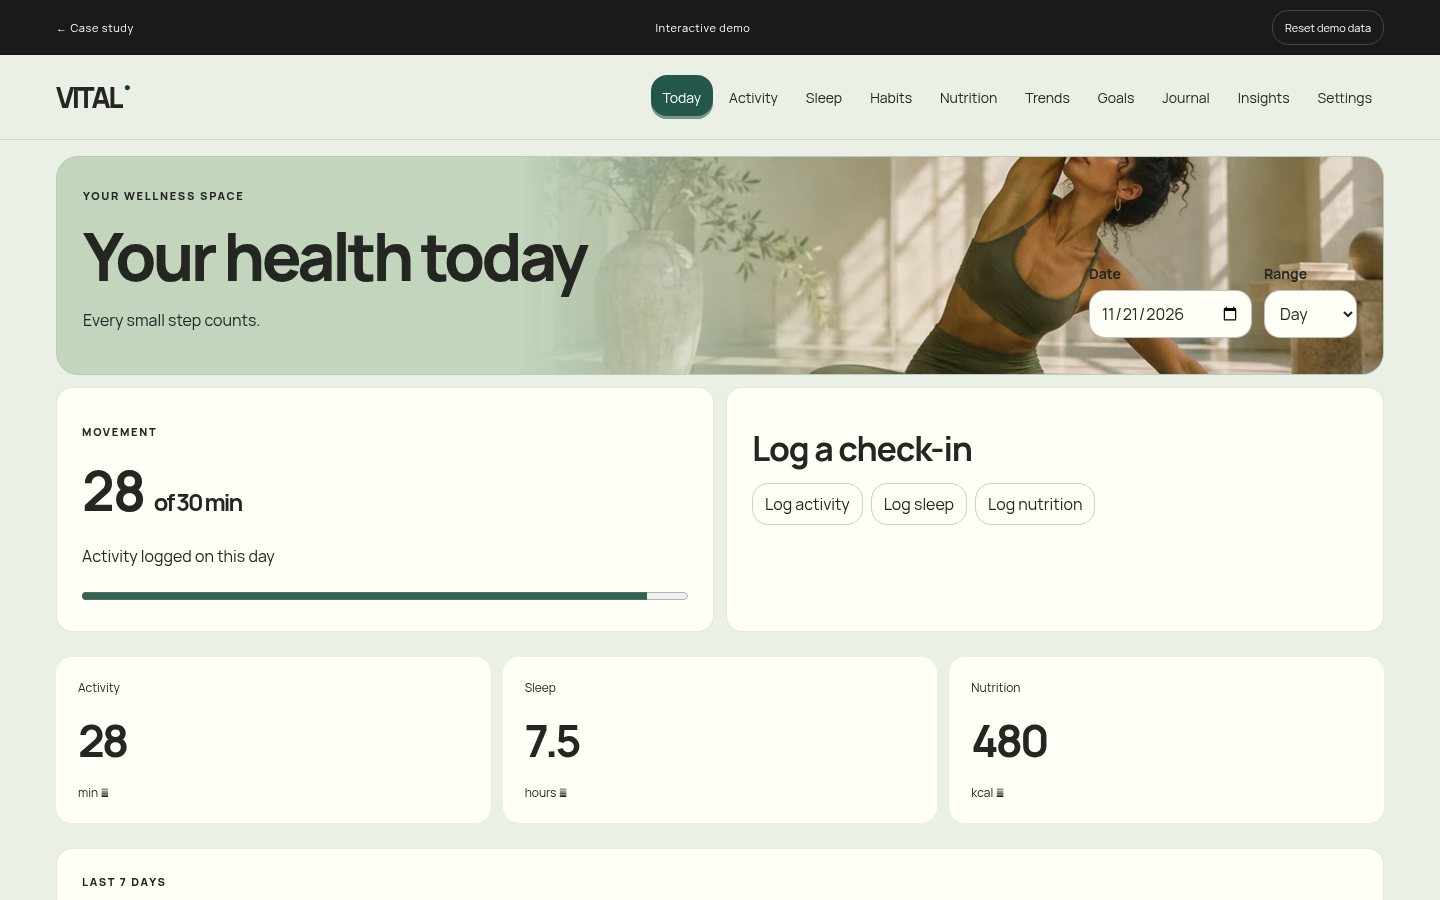 ← Case study
Interactive demo
Reset demo data
VITAL
Today
Activity
Sleep
Habits
Nutrition
Trends
Goals
Journal
Insights
Settings
YOUR WELLNESS SPACE
Your health today
Every small step counts.
Date
Range
11/21/2026
Day
MOVEMENT
28 of 30 min
Activity logged on this day
Log a check-in
Log activity
Log sleep
Log nutrition
Activity
28
min
Sleep
7.5
hours
Nutrition
480
kcal
LAST 7 DAYS